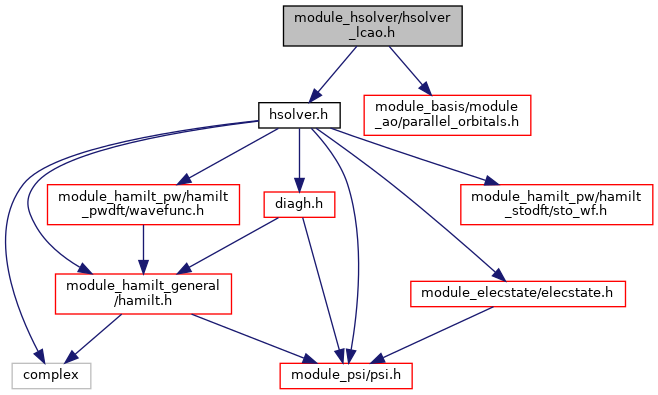 module_hsolver/hsolver
_lcao.h
hsolver.h
module_basis/module
_ao/parallel_orbitals.h
module_hamilt_pw/hamilt
_pwdft/wavefunc.h
diagh.h
module_hamilt_pw/hamilt
_stodft/sto_wf.h
module_hamilt_general
/hamilt.h
module_elecstate/elecstate.h
complex
module_psi/psi.h